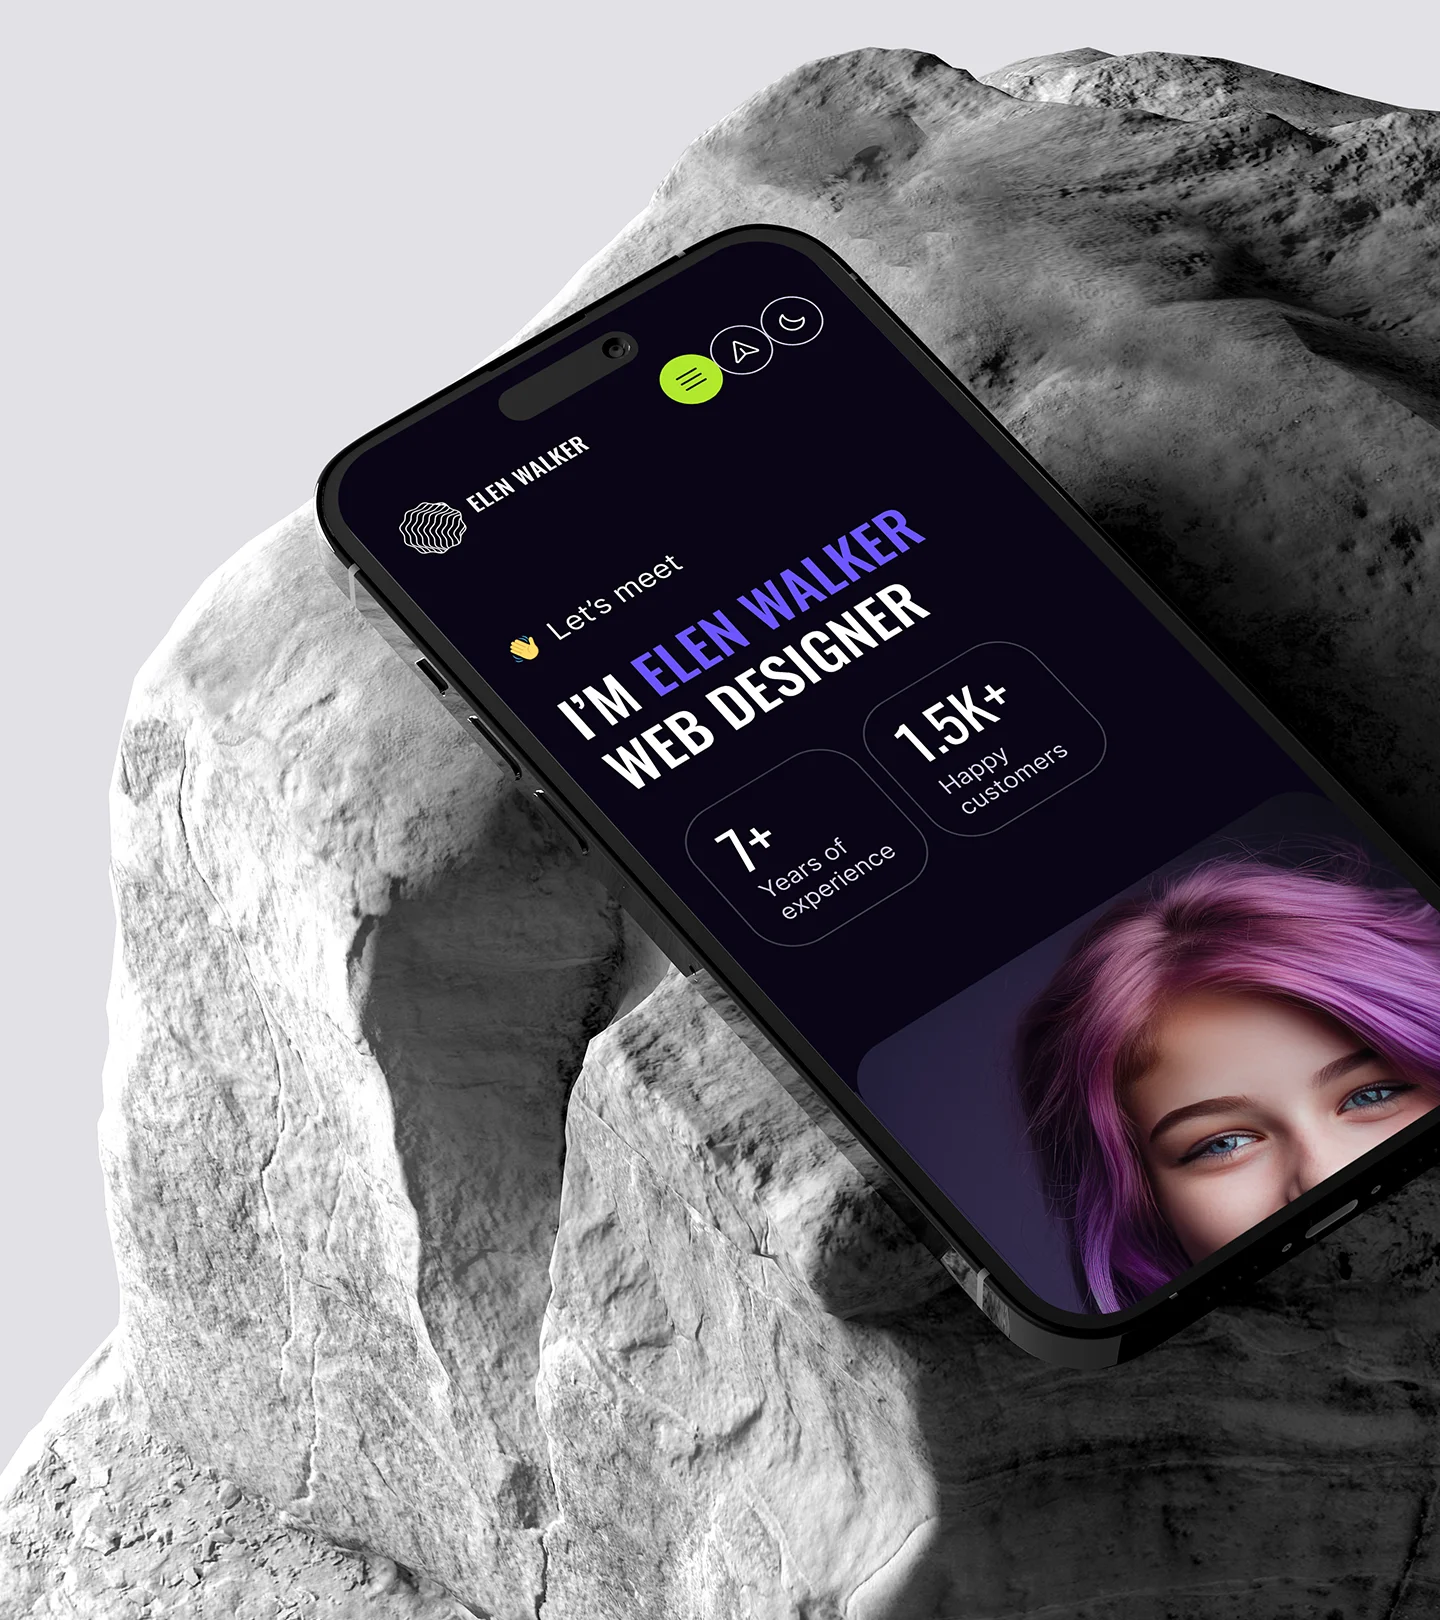 ELEN WALKER
👋 Let's meet
I'M ELEN WALKER
WEB DESIGNER
7+
Years of
experience
1.5K+
Happy
customers